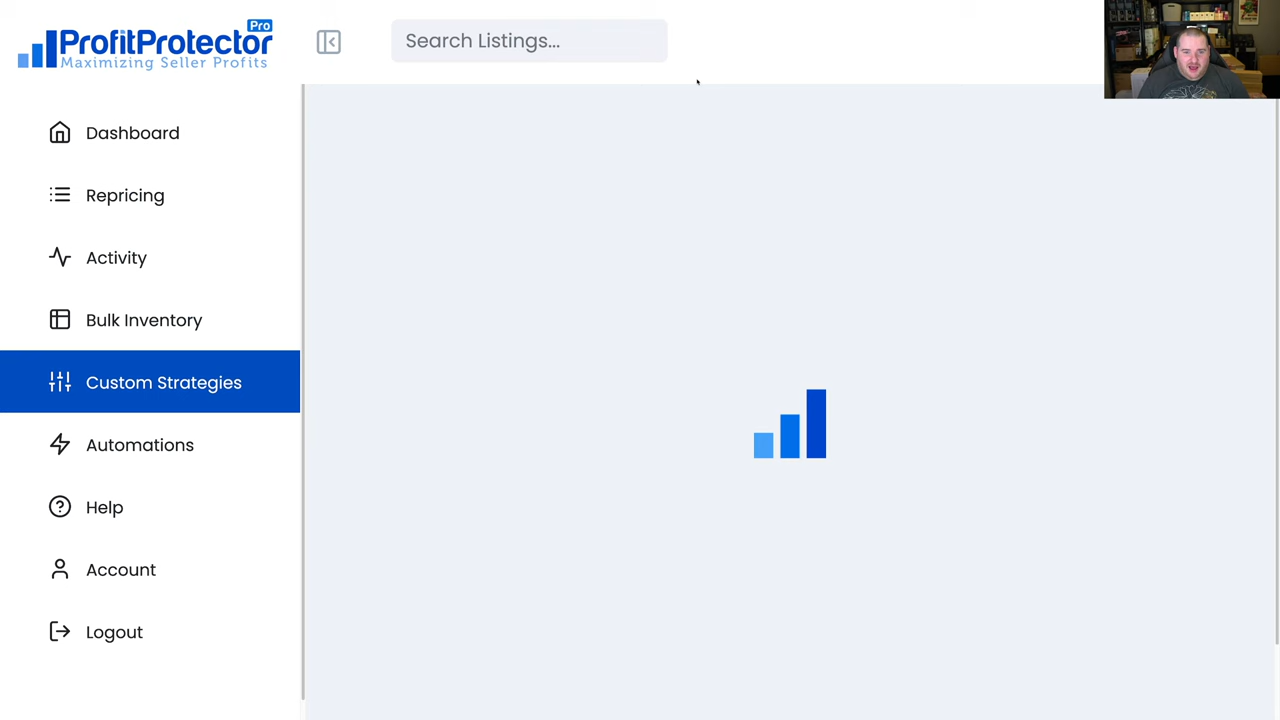 ProfitProtector Pro
Maximizing Seller Profits
Search Listings...
Dashboard
Repricing
Activity
Bulk Inventory
Custom Strategies
Automations
Help
Account
Logout